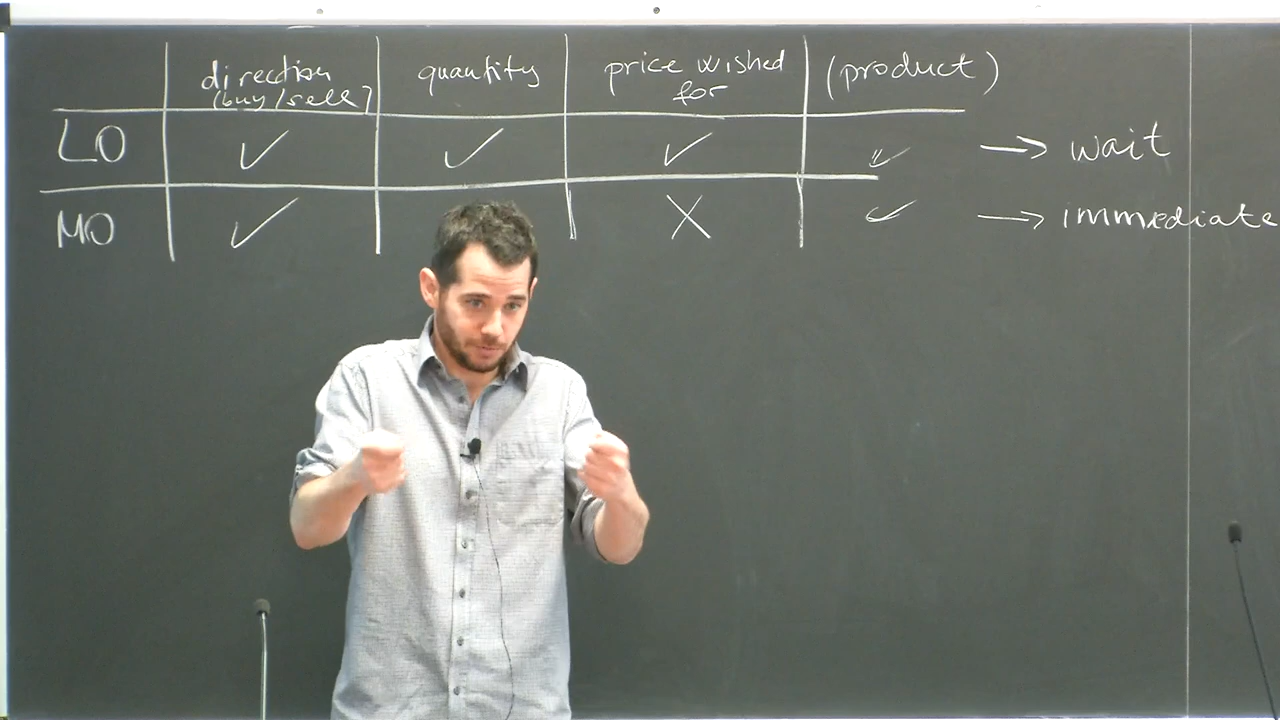 direction quantity price wished (product)
(buy/sell) for
LO ✓ ✓ ✓ ✓ → wait
MO ✓ X ✓ → immediate